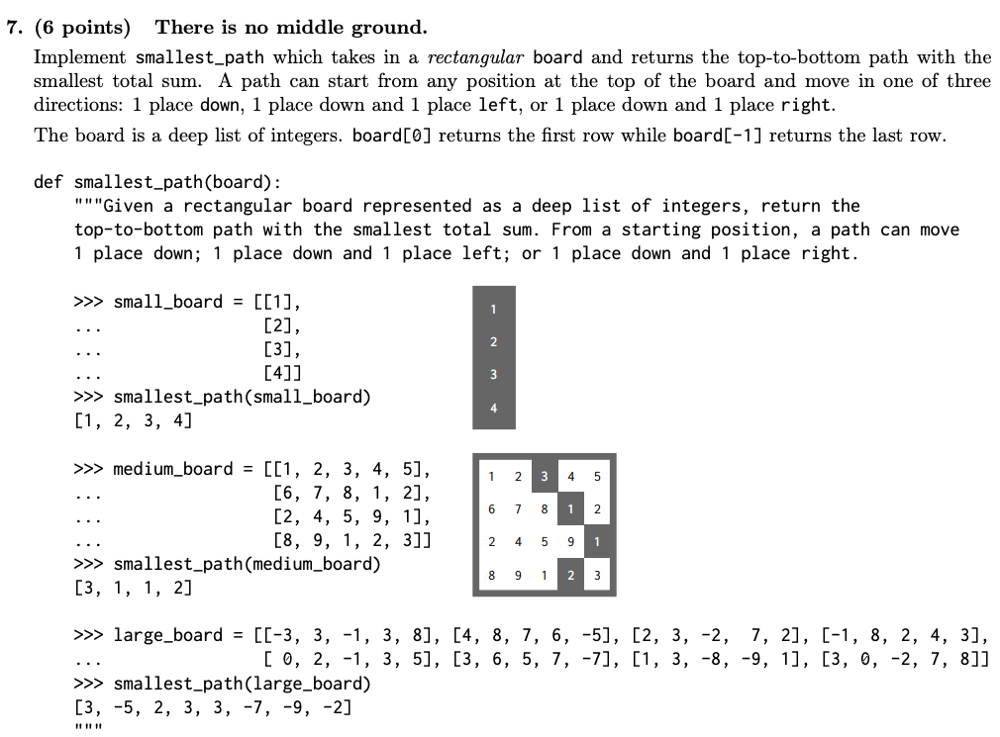 7. (6 points) There is no middle ground.
Implement smallest_path which takes in a rectangular board and returns the top-to-bottom path with the
smallest total sum. A path can start from any position at the top of the board and move in one of three
directions: 1 place down, 1 place down and 1 place left, or 1 place down and 1 place right.
The board is a deep list of integers. board[0] returns the first row while board[-1] returns the last row.
def smallest_path(board):
"""Given a rectangular board represented as a deep list of integers, return the
top-to-bottom path with the smallest total sum. From a starting position, a path can move
1 place down; 1 place down and 1 place left; or 1 place down and 1 place right.
>>> small_board = [[1],
... [2],
... [3],
... [4]]
>>> smallest_path(small_board)
[1, 2, 3, 4]
1
2
3
4
>>> medium_board = [[1, 2, 3, 4, 5],
... [6, 7, 8, 1, 2],
... [2, 4, 5, 9, 1],
... [8, 9, 1, 2, 3]]
>>> smallest_path(medium_board)
[3, 1, 1, 2]
1 2 3 4 5
6 7 8 1 2
2 4 5 9 1
8 9 1 2 3
>>> large_board = [[-3, 3, -1, 3, 8], [4, 8, 7, 6, -5], [2, 3, -2, 7, 2], [-1, 8, 2, 4, 3],
... [ 0, 2, -1, 3, 5], [3, 6, 5, 7, -7], [1, 3, -8, -9, 1], [3, 0, -2, 7, 8]]
>>> smallest_path(large_board)
[3, -5, 2, 3, 3, -7, -9, -2]
"""